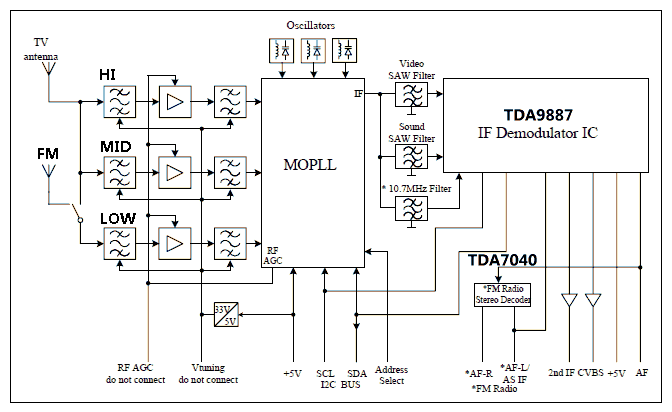 Oscillators
TV
antenna
HI
Video
SAW Filter
IF
TDA9887
IF Demodulator IC
Sound
SAW Filter
FM
MID
MOPLL
* 10.7MHz Filter
LOW
RF
AGC
TDA7040
*FM Radio
Stereo Decoder
33V
5V
RF AGC
do not connect
Vtuning
do not connect
+5V
SCL
SDA
I2C BUS
Address
Select
*AF-R
*AF-L/
AS IF
*FM Radio
2nd IF
CVBS
+5V
AF